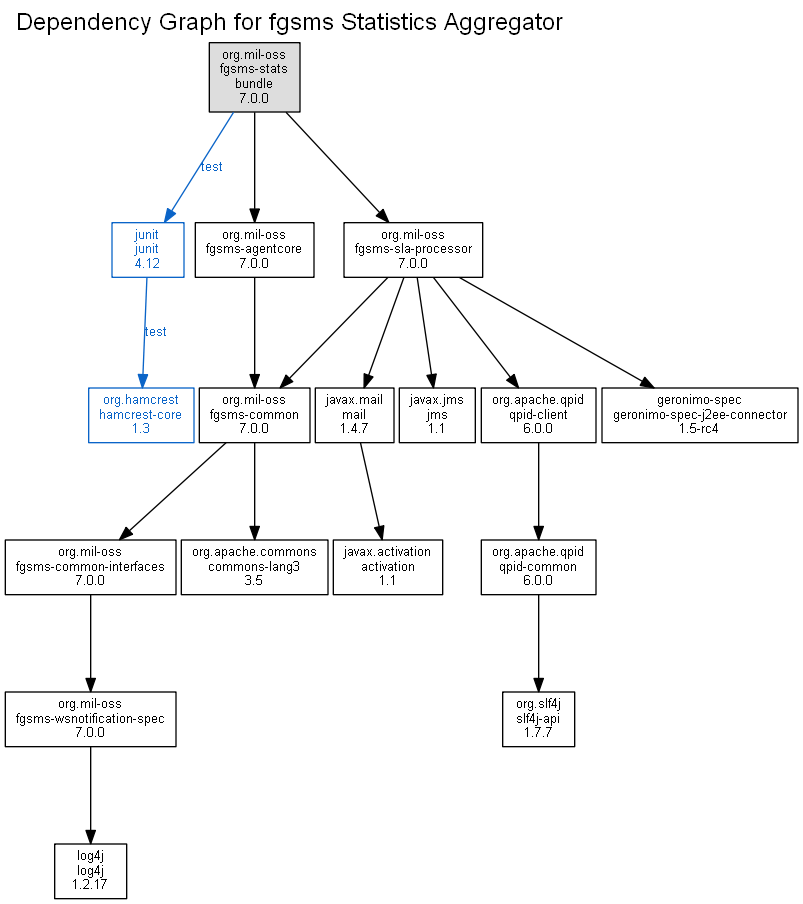 Dependency Graph for fgsms Statistics Aggregator
org.mil-oss
fgsms-stats
bundle
7.0.0
test
junit
junit
4.12
org.mil-oss
fgsms-agentcore
7.0.0
org.mil-oss
fgsms-sla-processor
7.0.0
test
org.hamcrest
hamcrest-core
1.3
org.mil-oss
fgsms-common
7.0.0
javax.mail
mail
1.4.7
javax.jms
jms
1.1
org.apache.qpid
qpid-client
6.0.0
geronimo-spec
geronimo-spec-j2ee-connector
1.5-rc4
org.mil-oss
fgsms-common-interfaces
7.0.0
org.apache.commons
commons-lang3
3.5
javax.activation
activation
1.1
org.apache.qpid
qpid-common
6.0.0
org.mil-oss
fgsms-wsnotification-spec
7.0.0
org.slf4j
slf4j-api
1.7.7
log4j
log4j
1.2.17